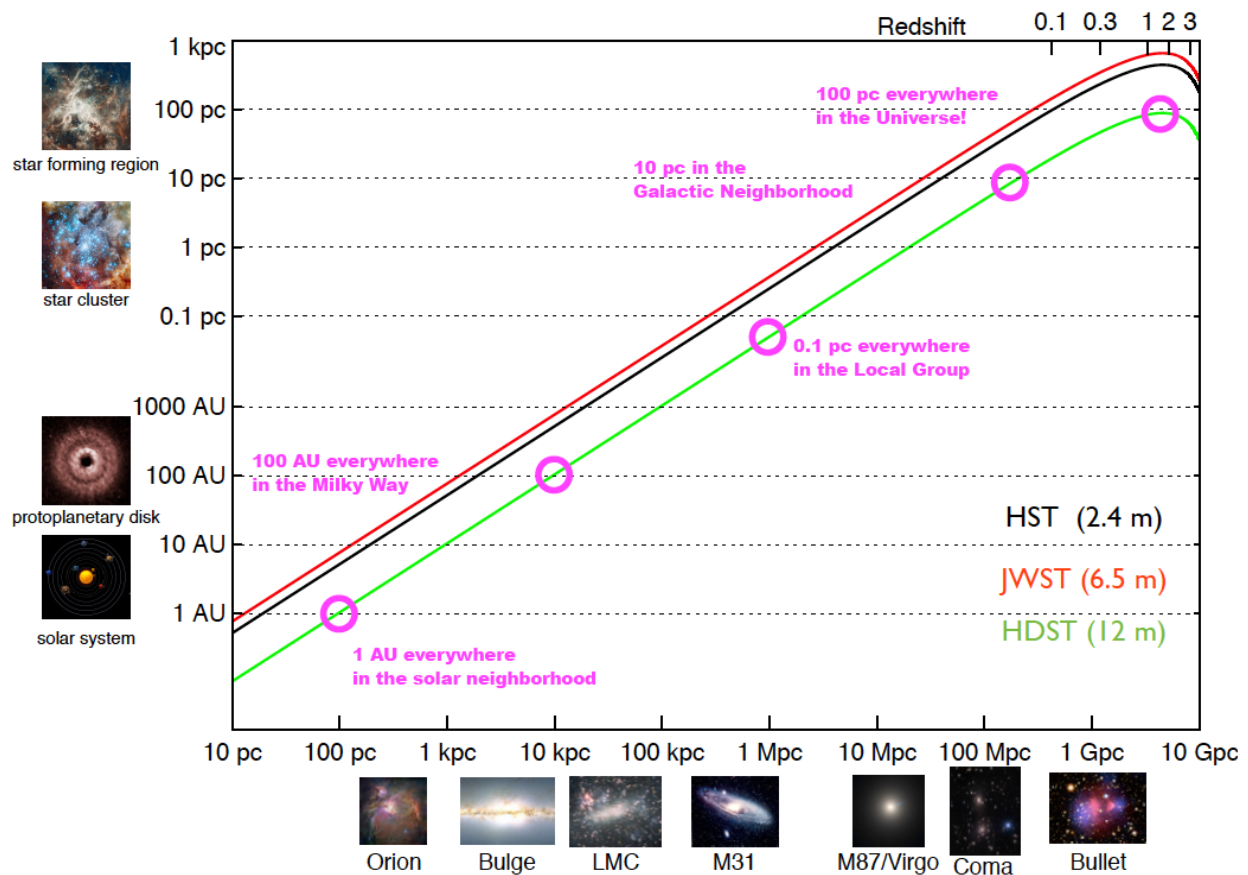 Redshift 0.1 0.3 1 2 3
1 kpc
100 pc
10 pc
1 pc
0.1 pc
1000 AU
100 AU
10 AU
1 AU
star forming region
star cluster
protoplanetary disk
solar system
100 pc everywhere
in the Universe!
10 pc in the
Galactic Neighborhood
0.1 pc everywhere
in the Local Group
100 AU everywhere
in the Milky Way
1 AU everywhere
in the solar neighborhood
HST (2.4 m)
JWST (6.5 m)
HDST (12 m)
10 pc 100 pc 1 kpc 10 kpc 100 kpc 1 Mpc 10 Mpc 100 Mpc 1 Gpc 10 Gpc
Orion Bulge LMC M31 M87/Virgo Coma Bullet